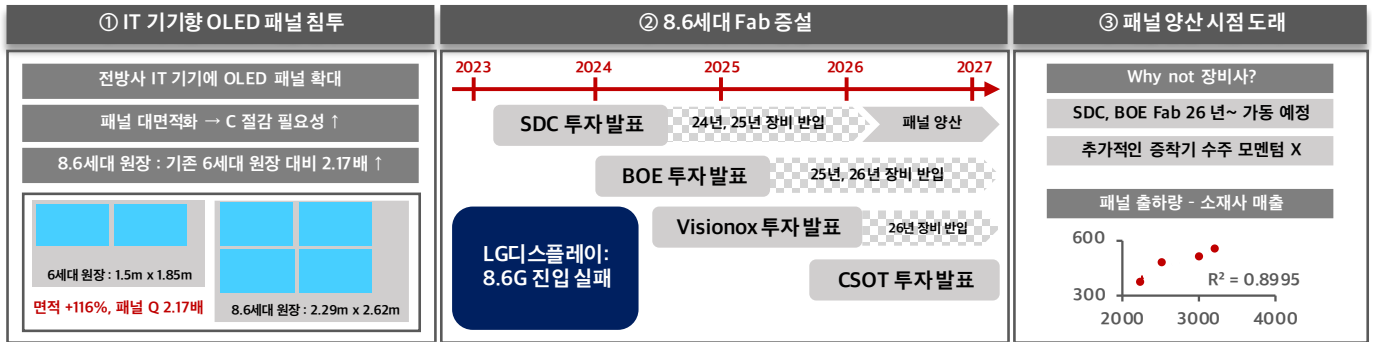 ① IT 기기향 OLED 패널 침투
전방사 IT 기기에 OLED 패널 확대
패널 대면적화 → C 절감 필요성 ↑
8.6세대 원장 : 기존 6세대 원장 대비 2.17배 ↑
6세대 원장 : 1.5m x 1.85m
면적 +116%, 패널 Q 2.17배
8.6세대 원장 : 2.29m x 2.62m
② 8.6세대 Fab 증설
2023 2024 2025 2026 2027
SDC 투자 발표 24년, 25년 장비 반입 패널 양산
BOE 투자 발표 25년, 26년 장비 반입
Visionox 투자 발표 26년 장비 반입
LG디스플레이:
8.6G 진입 실패
CSOT 투자 발표
③ 패널 양산 시점 도래
Why not 장비사?
SDC, BOE Fab 26 년~ 가동 예정
추가적인 증착기 수주 모멘텀 X
패널 출하량 - 소재사 매출
600
R² = 0.8995
300
2000 3000 4000